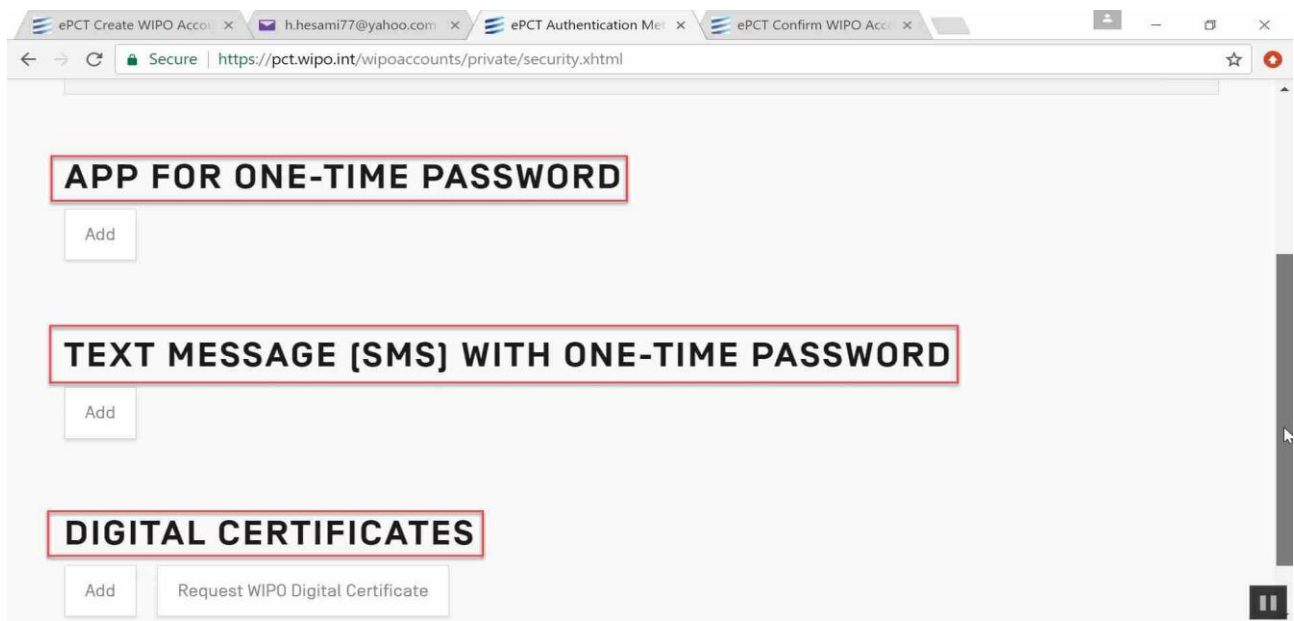 ePCT Create WIPO Accou h.hesami77@yahoo.com ePCT Authentication Met ePCT Confirm WIPO Acco
Secure https://pct.wipo.int/wipoaccounts/private/security.xhtml
APP FOR ONE-TIME PASSWORD
Add
TEXT MESSAGE (SMS) WITH ONE-TIME PASSWORD
Add
DIGITAL CERTIFICATES
Add Request WIPO Digital Certificate